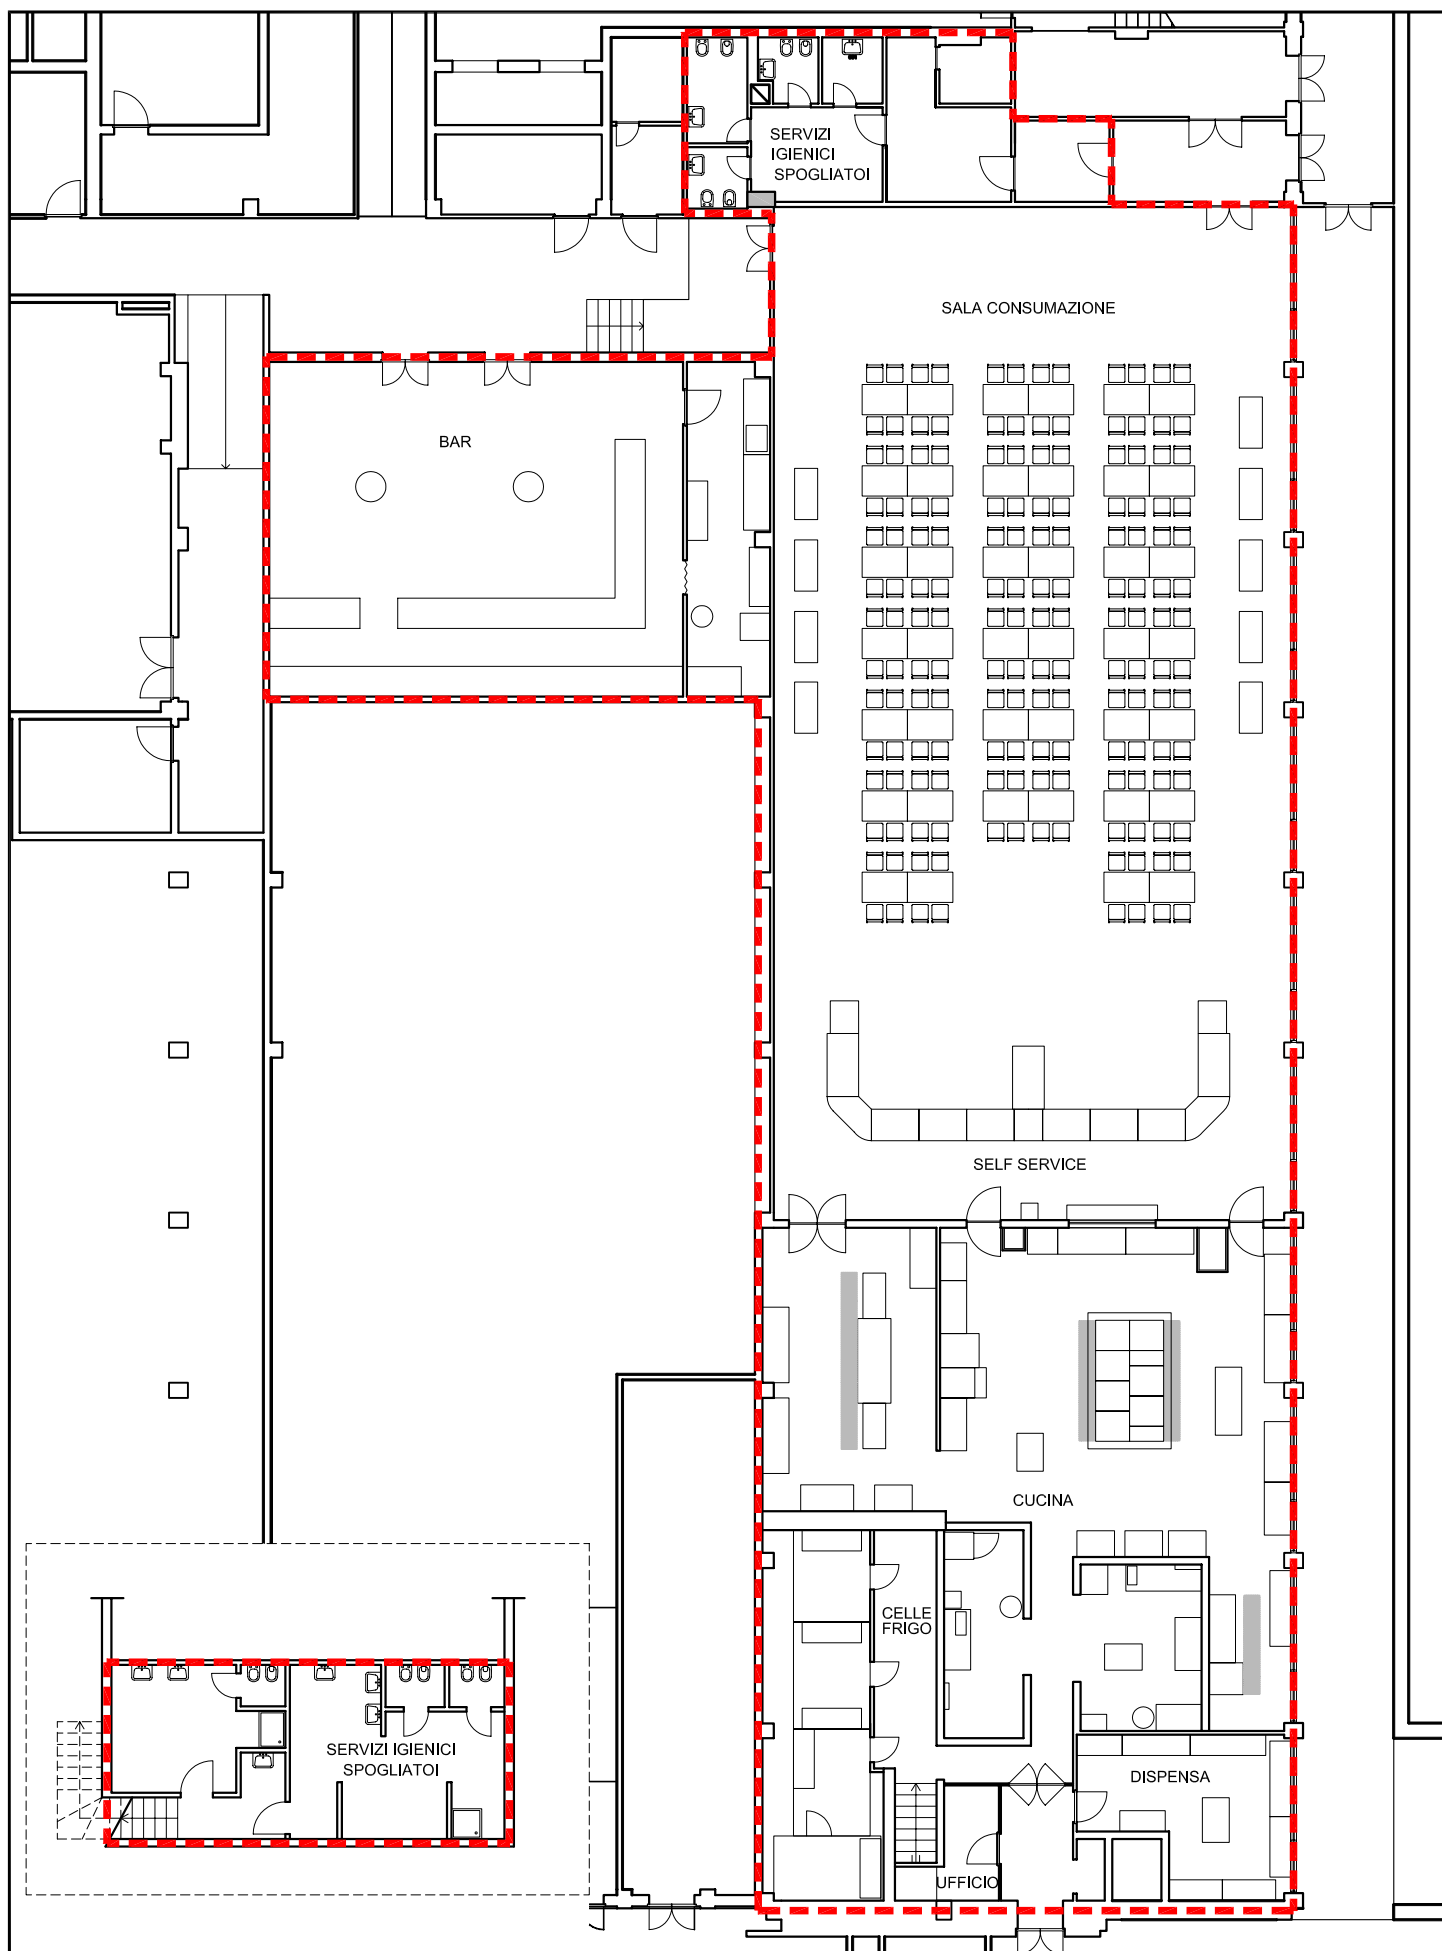 SERVIZI
IGIENICI
SPOGLIATOI
SALA CONSUMAZIONE
BAR
SELF SERVICE
CUCINA
CELLE
FRIGO
SERVIZI IGIENICI
SPOGLIATOI
DISPENSA
UFFICIO